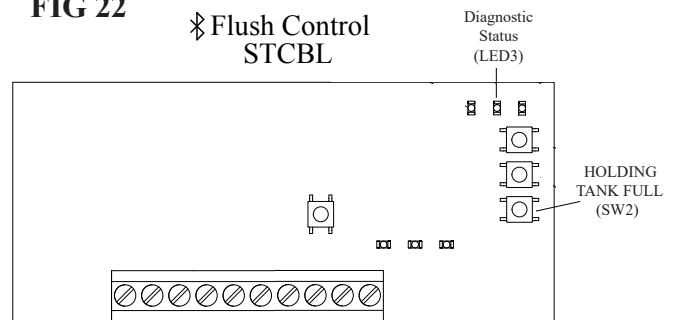 FIG 22
Flush Control
STCBL
Diagnostic
Status
(LED3)
HOLDING
TANK FULL
(SW2)